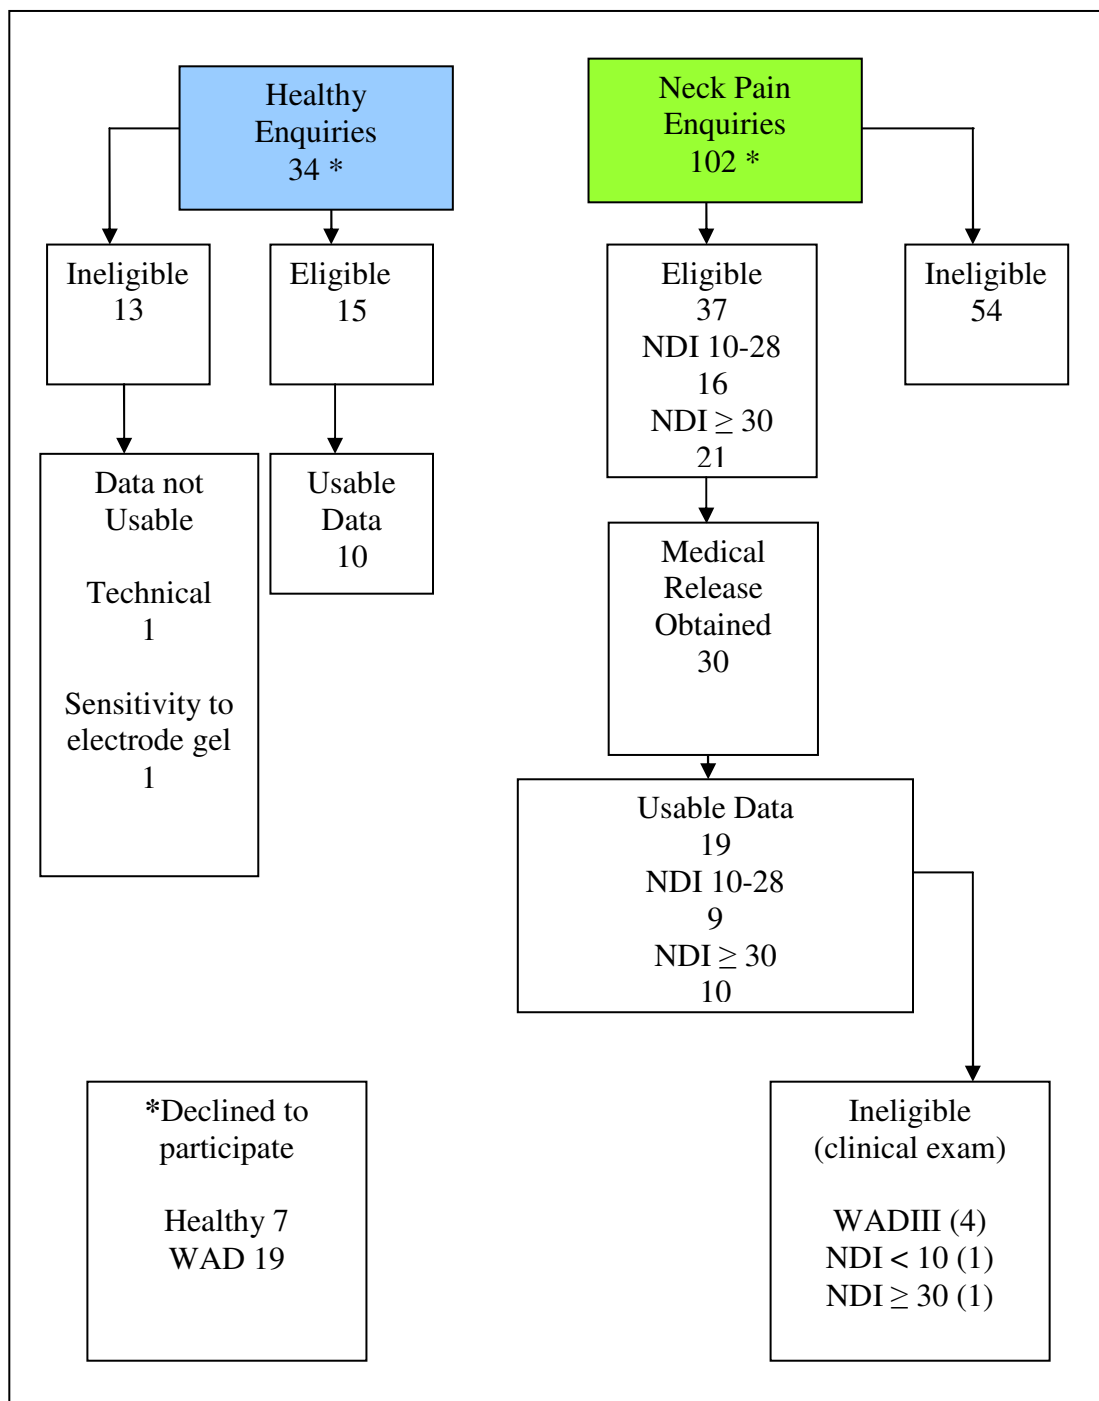 Healthy
Enquiries
34 *
Neck Pain
Enquiries
102 *
Ineligible
13
Eligible
15
Eligible
37
NDI 10-28
16
NDI ≥ 30
21
Ineligible
54
Data not
Usable
Technical
1
Sensitivity to
electrode gel
1
Usable
Data
10
Medical
Release
Obtained
30
Usable Data
19
NDI 10-28
9
NDI ≥ 30
10
*Declined to
participate
Healthy 7
WAD 19
Ineligible
(clinical exam)
WADIII (4)
NDI < 10 (1)
NDI ≥ 30 (1)